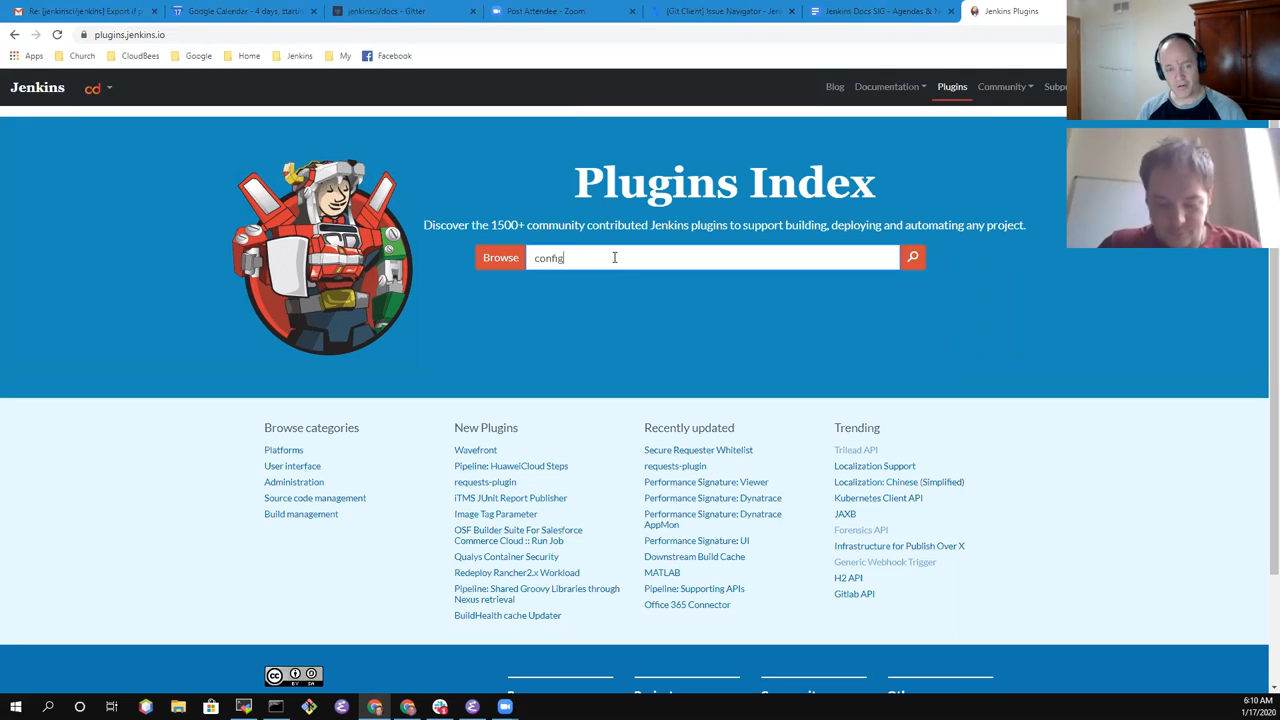 Re: [jenkinsci/jenkins] Export if p
Google Calendar - 4 days, startin
jenkinsci/docs - Gitter
Post Attendee - Zoom
[Git Client] Issue Navigator - Jen
Jenkins Docs SIG - Agendas & N
Jenkins Plugins
plugins.jenkins.io
Apps
Church
CloudBees
Google
Home
Jenkins
My
Facebook
Jenkins
cd
Blog
Documentation
Plugins
Community
Subp
Plugins Index
Discover the 1500+ community contributed Jenkins plugins to support building, deploying and automating any project.
Browse
config
Browse categories
Platforms
User interface
Administration
Source code management
Build management
New Plugins
Wavefront
Pipeline: HuaweiCloud Steps
requests-plugin
iTMS JUnit Report Publisher
Image Tag Parameter
OSF Builder Suite For Salesforce
Commerce Cloud :: Run Job
Qualys Container Security
Redeploy Rancher2.x Workload
Pipeline: Shared Groovy Libraries through
Nexus retrieval
BuildHealth cache Updater
Recently updated
Secure Requester Whitelist
requests-plugin
Performance Signature: Viewer
Performance Signature: Dynatrace
Performance Signature: Dynatrace
AppMon
Performance Signature: UI
Downstream Build Cache
MATLAB
Pipeline: Supporting APIs
Office 365 Connector
Trending
Trilead API
Localization Support
Localization: Chinese (Simplified)
Kubernetes Client API
JAXB
Forensics API
Infrastructure for Publish Over X
Generic Webhook Trigger
H2 API
Gitlab API
CC BY SA
6:10 AM
1/17/2020